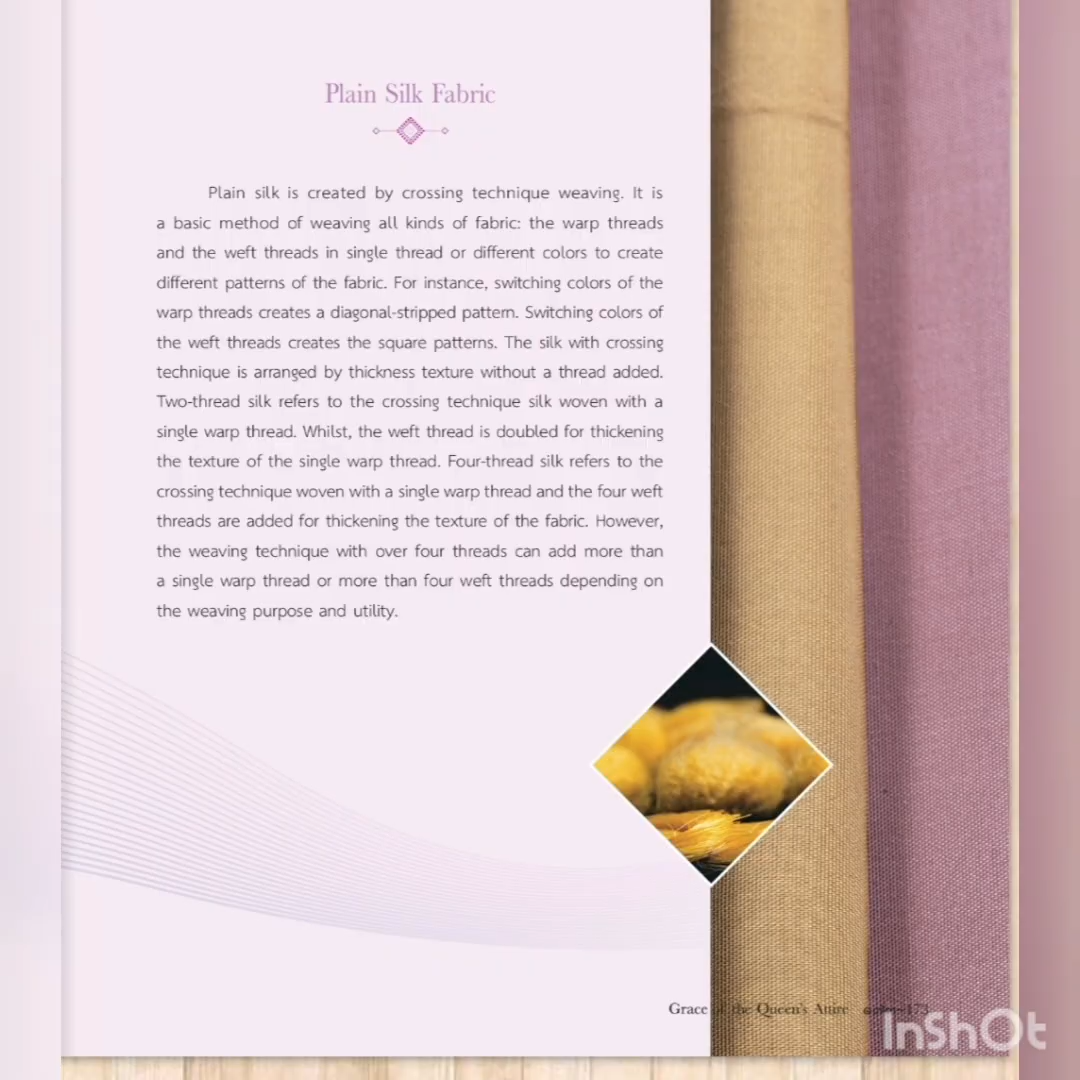 Plain Silk Fabric
Plain silk is created by crossing technique weaving. It is
a basic method of weaving all kinds of fabric: the warp threads
and the weft threads in single thread or different colors to create
different patterns of the fabric. For instance, switching colors of the
warp threads creates a diagonal-stripped pattern. Switching colors of
the weft threads creates the square patterns. The silk with crossing
technique is arranged by thickness texture without a thread added.
Two-thread silk refers to the crossing technique silk woven with a
single warp thread. Whilst, the weft thread is doubled for thickening
the texture of the single warp thread. Four-thread silk refers to the
crossing technique woven with a single warp thread and the four weft
threads are added for thickening the texture of the fabric. However,
the weaving technique with over four threads can add more than
a single warp thread or more than four weft threads depending on
the weaving purpose and utility.
Grace of the Queen's Attire 173
InShOt